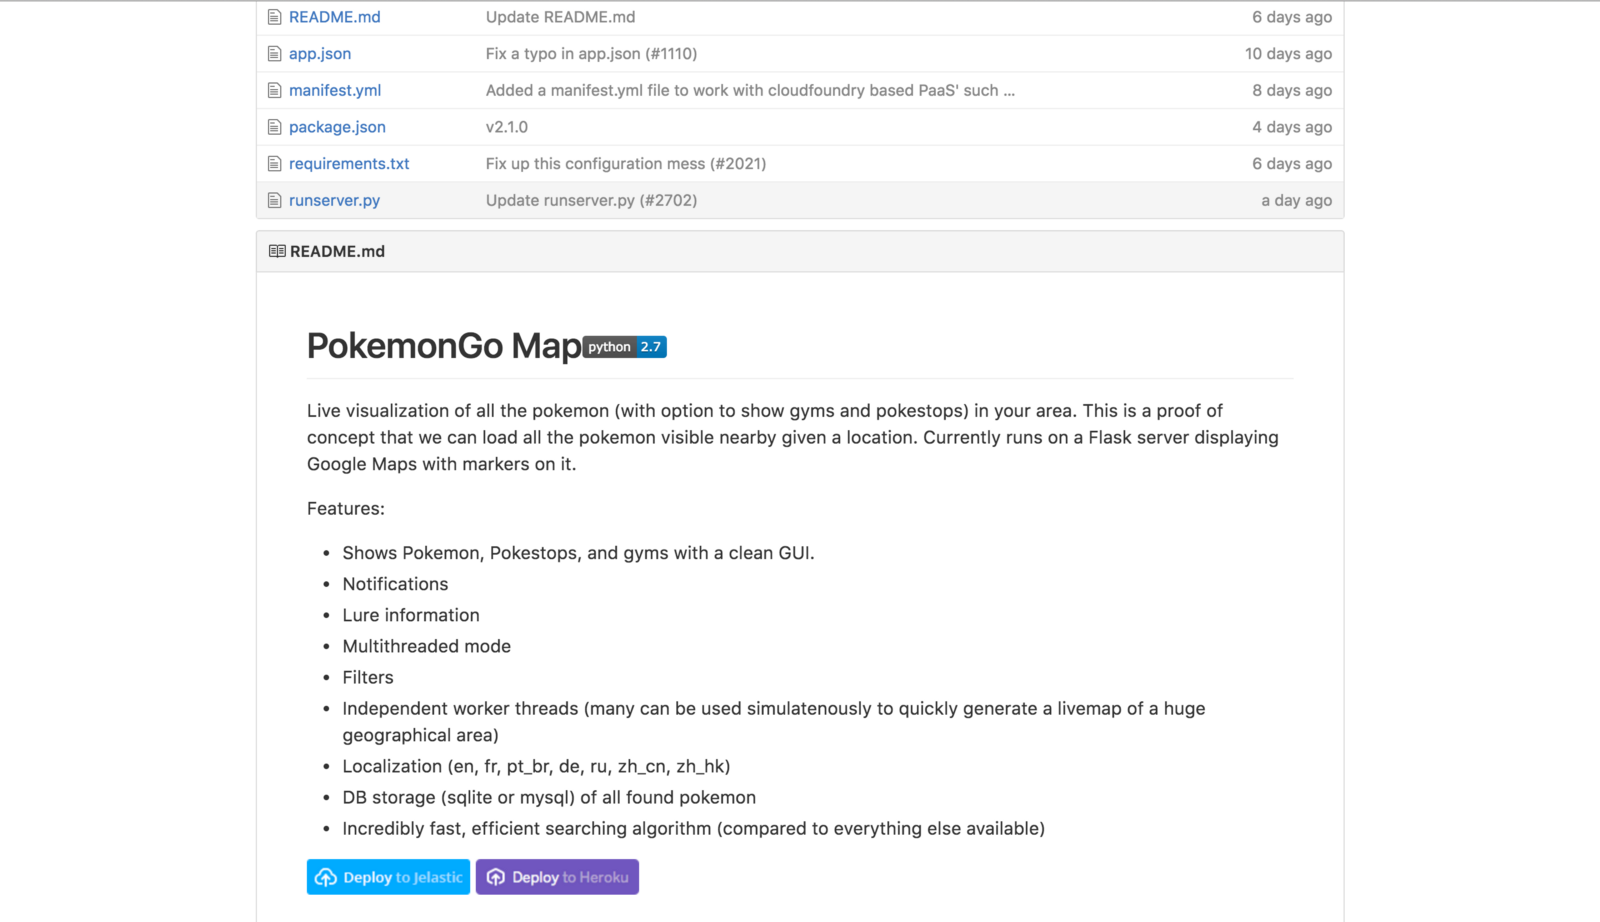 README.md Update README.md 6 days ago
app.json Fix a typo in app.json (#1110) 10 days ago
manifest.yml Added a manifest.yml file to work with cloudfoundry based PaaS' such ... 8 days ago
package.json v2.1.0 4 days ago
requirements.txt Fix up this configuration mess (#2021) 6 days ago
runserver.py Update runserver.py (#2702) a day ago
README.md
PokemonGo Map python 2.7
Live visualization of all the pokemon (with option to show gyms and pokestops) in your area. This is a proof of
concept that we can load all the pokemon visible nearby given a location. Currently runs on a Flask server displaying
Google Maps with markers on it.
Features:
• Shows Pokemon, Pokestops, and gyms with a clean GUI.
• Notifications
• Lure information
• Multithreaded mode
• Filters
• Independent worker threads (many can be used simulatenously to quickly generate a livemap of a huge
geographical area)
• Localization (en, fr, pt_br, de, ru, zh_cn, zh_hk)
• DB storage (sqlite or mysql) of all found pokemon
• Incredibly fast, efficient searching algorithm (compared to everything else available)
Deploy to Jelastic Deploy to Heroku